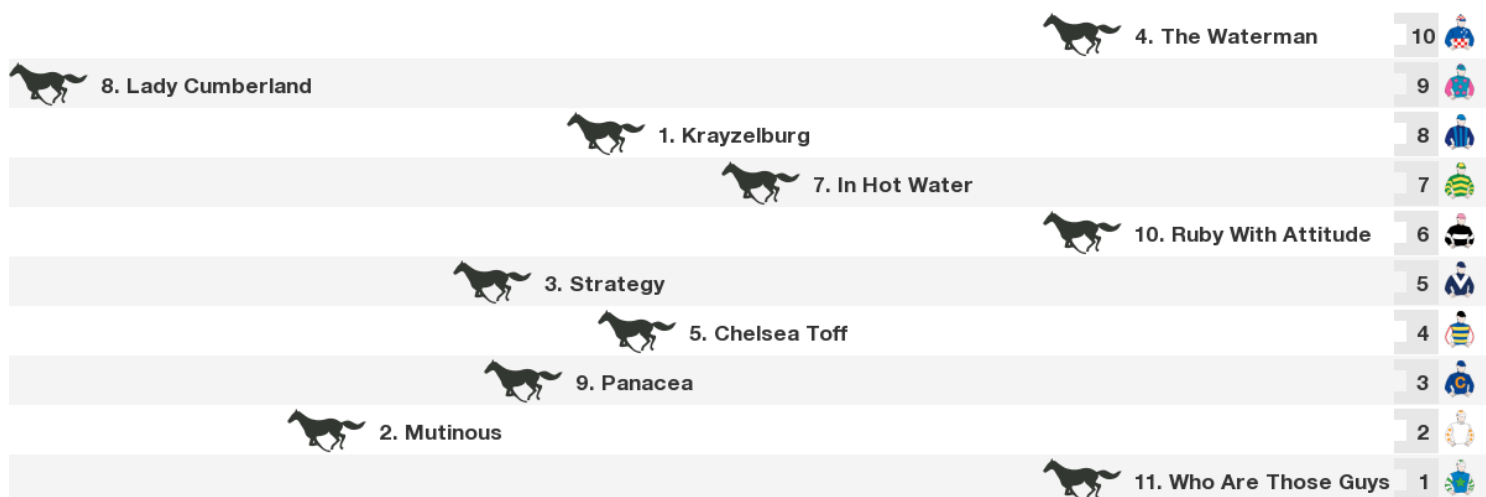 4. The Waterman 10
8. Lady Cumberland 9
1. Krayzelburg 8
7. In Hot Water 7
10. Ruby With Attitude 6
3. Strategy 5
5. Chelsea Toff 4
9. Panacea 3
C
2. Mutinous 2
11. Who Are Those Guys 1